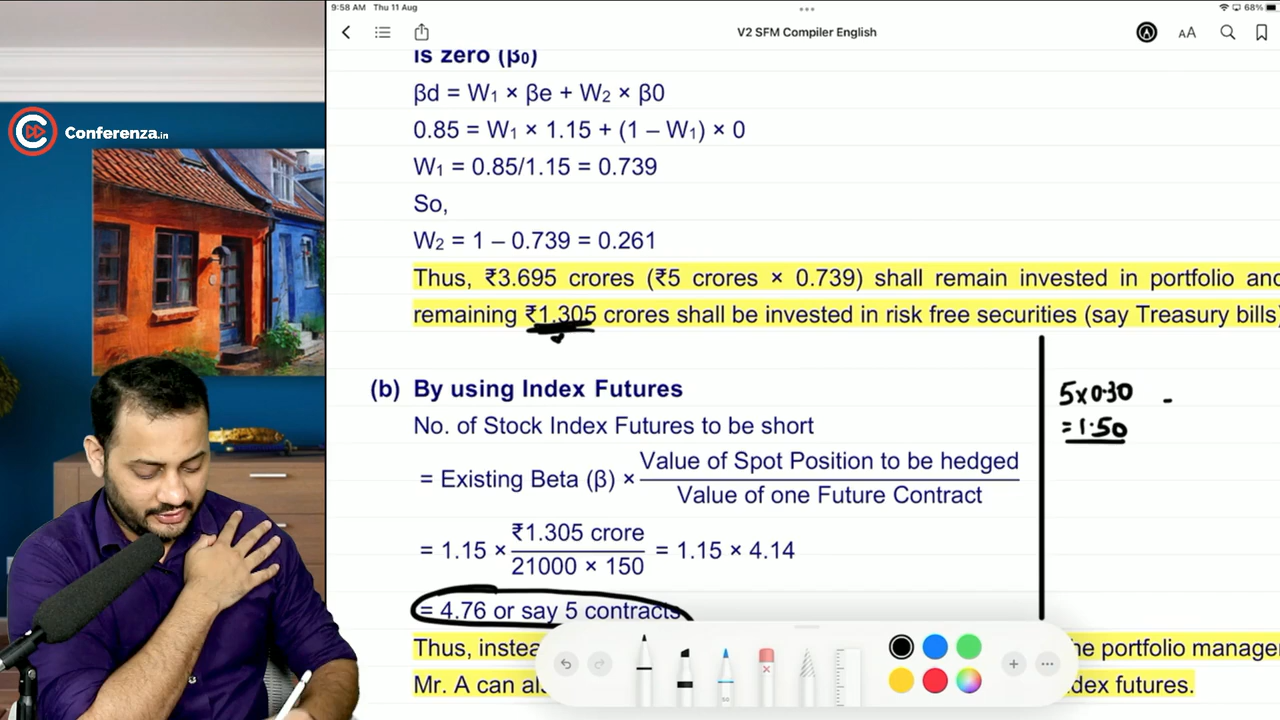 9:58 AM Thu 11 Aug
68%
V2 SFM Compiler English
AA
Conferenza.in
is zero (β₀)
βd = W₁ × βe + W₂ × β0
0.85 = W₁ × 1.15 + (1 – W₁) × 0
W₁ = 0.85/1.15 = 0.739
So,
W₂ = 1 – 0.739 = 0.261
Thus, ₹3.695 crores (₹5 crores × 0.739) shall remain invested in portfolio and
remaining ₹1.305 crores shall be invested in risk free securities (say Treasury bills)
(b) By using Index Futures
No. of Stock Index Futures to be short
= Existing Beta (β) × Value of Spot Position to be hedged
Value of one Future Contract
= 1.15 × ₹1.305 crore / 21000 × 150 = 1.15 × 4.14
= 4.76 or say 5 contracts
5×0.30 -
= 1.50
Thus, portfolio manager
Mr. A can futures.